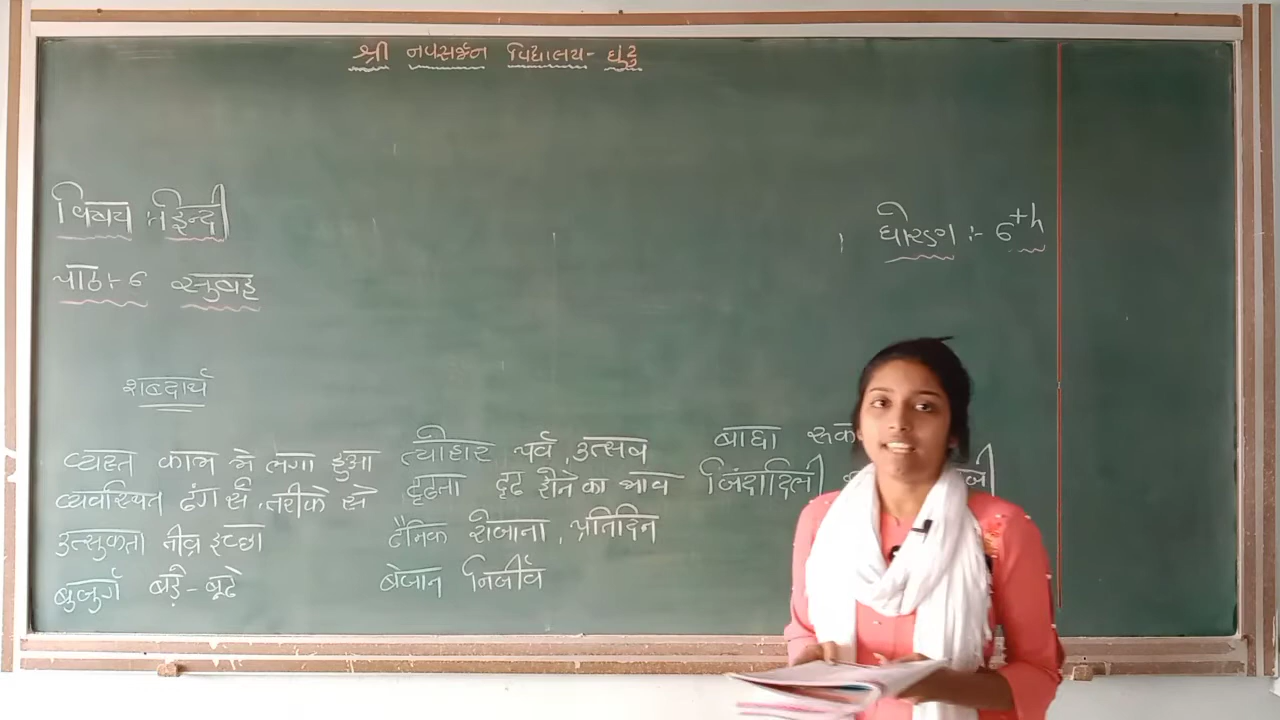 श्री नवसर्जन विद्यालय- घुंटु
विषय :- हिन्दी
धोरण :- 6th
पाठ :- 6 सुबह
शब्दार्थ
व्यस्त काम मे लगा हुआ त्योहार पर्व, उत्सव बाधा रूका
व्यवस्थित ढंग से, तरीके से दृढता दृढ होने का भाव जिंदादिली
उत्सुकता तीव्र इच्छा दैनिक रोजाना, प्रतिदिन
बुजुर्ग बड़े-बूढे बेजान निर्जीव